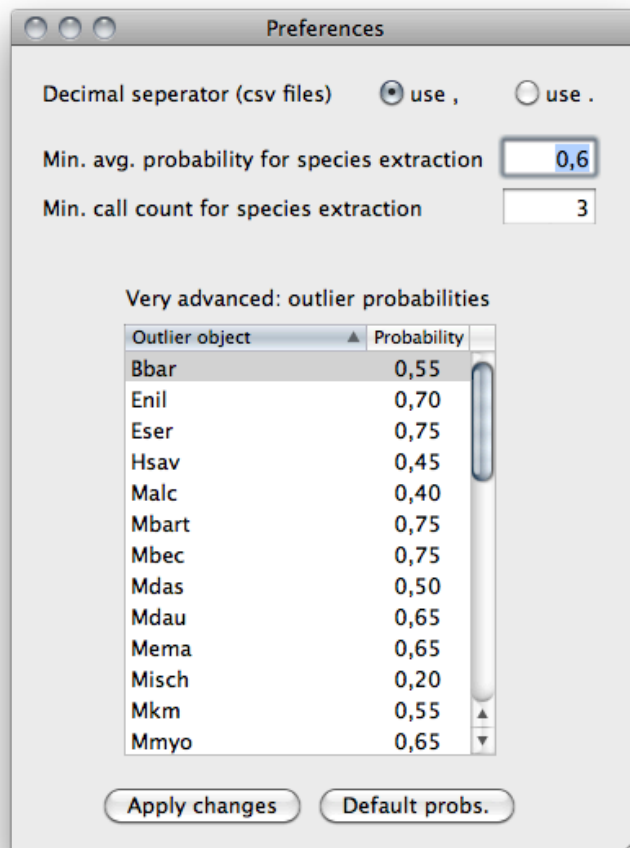 Preferences
Decimal seperator (csv files) use , use .
Min. avg. probability for species extraction 0,6
Min. call count for species extraction 3
Very advanced: outlier probabilities
Outlier object Probability
Bbar 0,55
Enil 0,70
Eser 0,75
Hsav 0,45
Malc 0,40
Mbart 0,75
Mbec 0,75
Mdas 0,50
Mdau 0,65
Mema 0,65
Misch 0,20
Mkm 0,55
Mmyo 0,65
Apply changes Default probs.